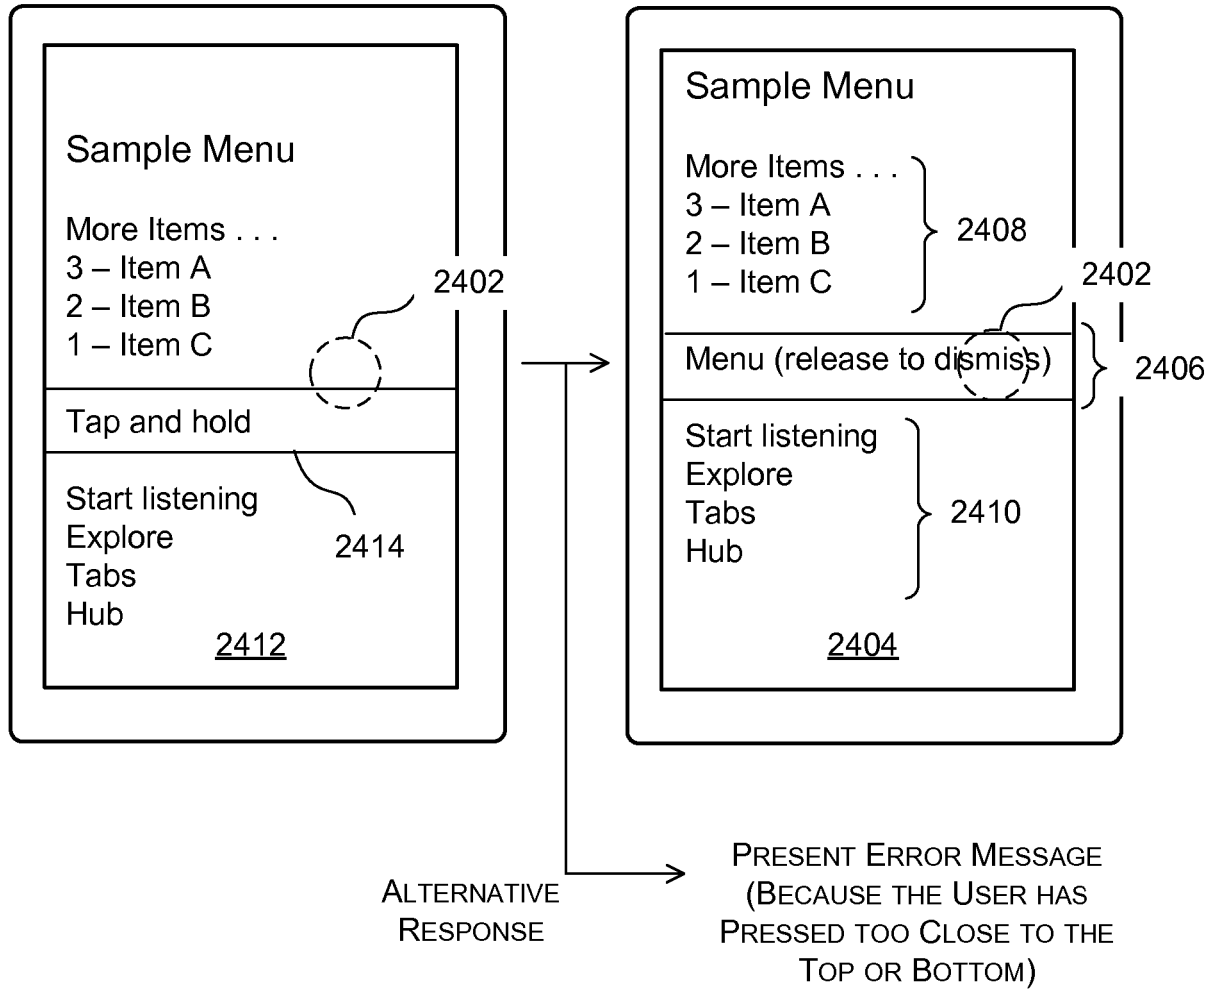 Sample Menu
More Items . . .
3 – Item A
2 – Item B
1 – Item C
2402
Tap and hold
Start listening
Explore
Tabs
Hub
2414
2412
Sample Menu
More Items . . .
3 – Item A
2 – Item B
1 – Item C
2408
2402
Menu (release to dismiss)
2406
Start listening
Explore
Tabs
Hub
2410
2404
ALTERNATIVE
RESPONSE
PRESENT ERROR MESSAGE
(BECAUSE THE USER HAS
PRESSED TOO CLOSE TO THE
TOP OR BOTTOM)